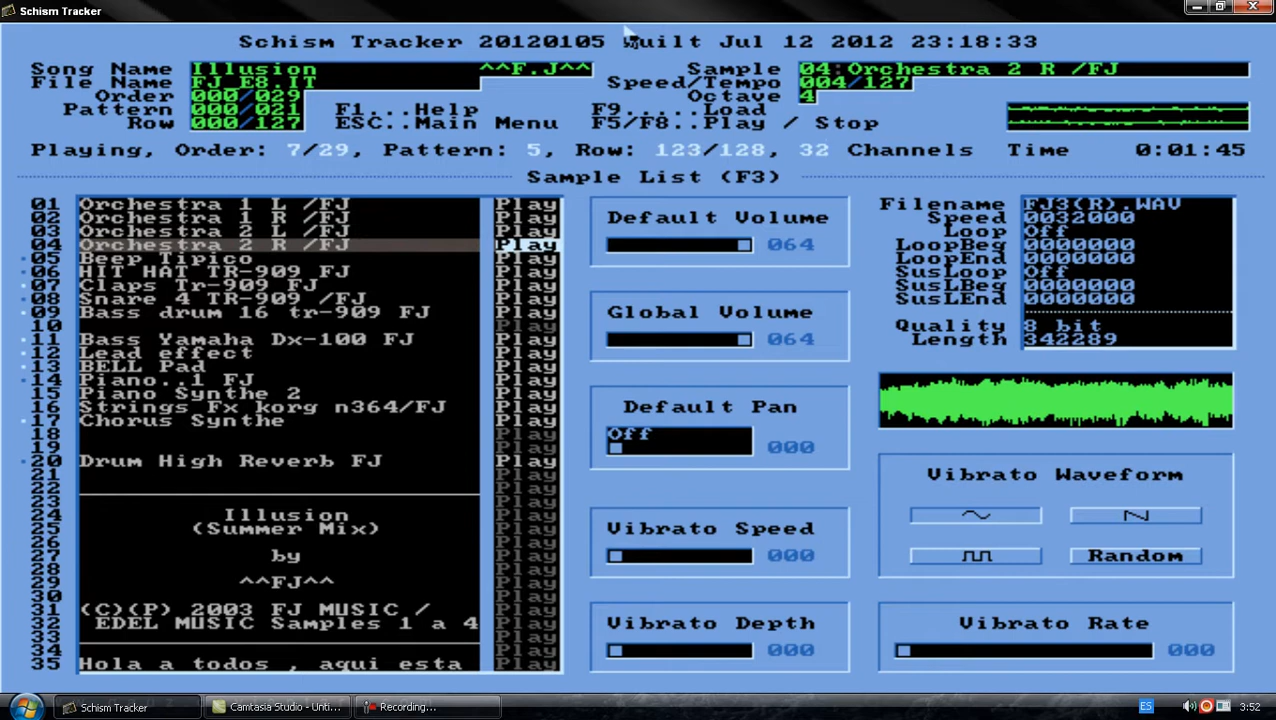 Schism Tracker
Schism Tracker 20120105 built Jul 12 2012 23:18:33
Song Name Illusion ^^F.J^^
File Name FJ_E8.IT
Order 000/029
Pattern 000/021
Row 000/127
F1...Help
ESC..Main Menu
F9...Load
F5/F8..Play / Stop
Sample 04:Orchestra 2 R /FJ
Speed/Tempo 004/127
Octave 4
Playing, Order: 7/29, Pattern: 5, Row: 123/128, 32 Channels Time 0:01:45
Sample List (F3)
01 Orchestra 1 L /FJ Play
02 Orchestra 1 R /FJ Play
03 Orchestra 2 L /FJ Play
04 Orchestra 2 R /FJ Play
05 Beep Tipico Play
06 HIT HAT TR-909 FJ Play
07 Claps Tr-909 FJ Play
08 Snare 4 TR-909 /FJ Play
09 Bass drum 16 tr-909 FJ Play
10 Play
11 Bass Yamaha Dx-100 FJ Play
12 Lead effect Play
13 BELL Pad Play
14 Piano..1 FJ Play
15 Piano Synthe 2 Play
16 Strings Fx korg n364/FJ Play
17 Chorus Synthe Play
18 Play
19 Play
20 Drum High Reverb FJ Play
21 Play
22 Play
23 Play
24 Illusion Play
25 (Summer Mix) Play
26 Play
27 by Play
28 Play
29 ^^FJ^^ Play
30 Play
31 (C)(P) 2003 FJ MUSIC / Play
32 EDEL MUSIC Samples 1 a 4 Play
33 Play
34 Play
35 Hola a todos , aqui esta Play
Default Volume
064
Global Volume
064
Default Pan
Off
000
Vibrato Speed
000
Vibrato Depth
000
Filename FJ3(R).WAV
Speed 0032000
Loop Off
LoopBeg 0000000
LoopEnd 0000000
SusLoop Off
SusLBeg 0000000
SusLEnd 0000000
Quality 8 bit
Length 342289
Vibrato Waveform
Random
Vibrato Rate
000
Schism Tracker
Camtasia Studio - Unti...
Recording...
ES
3:52